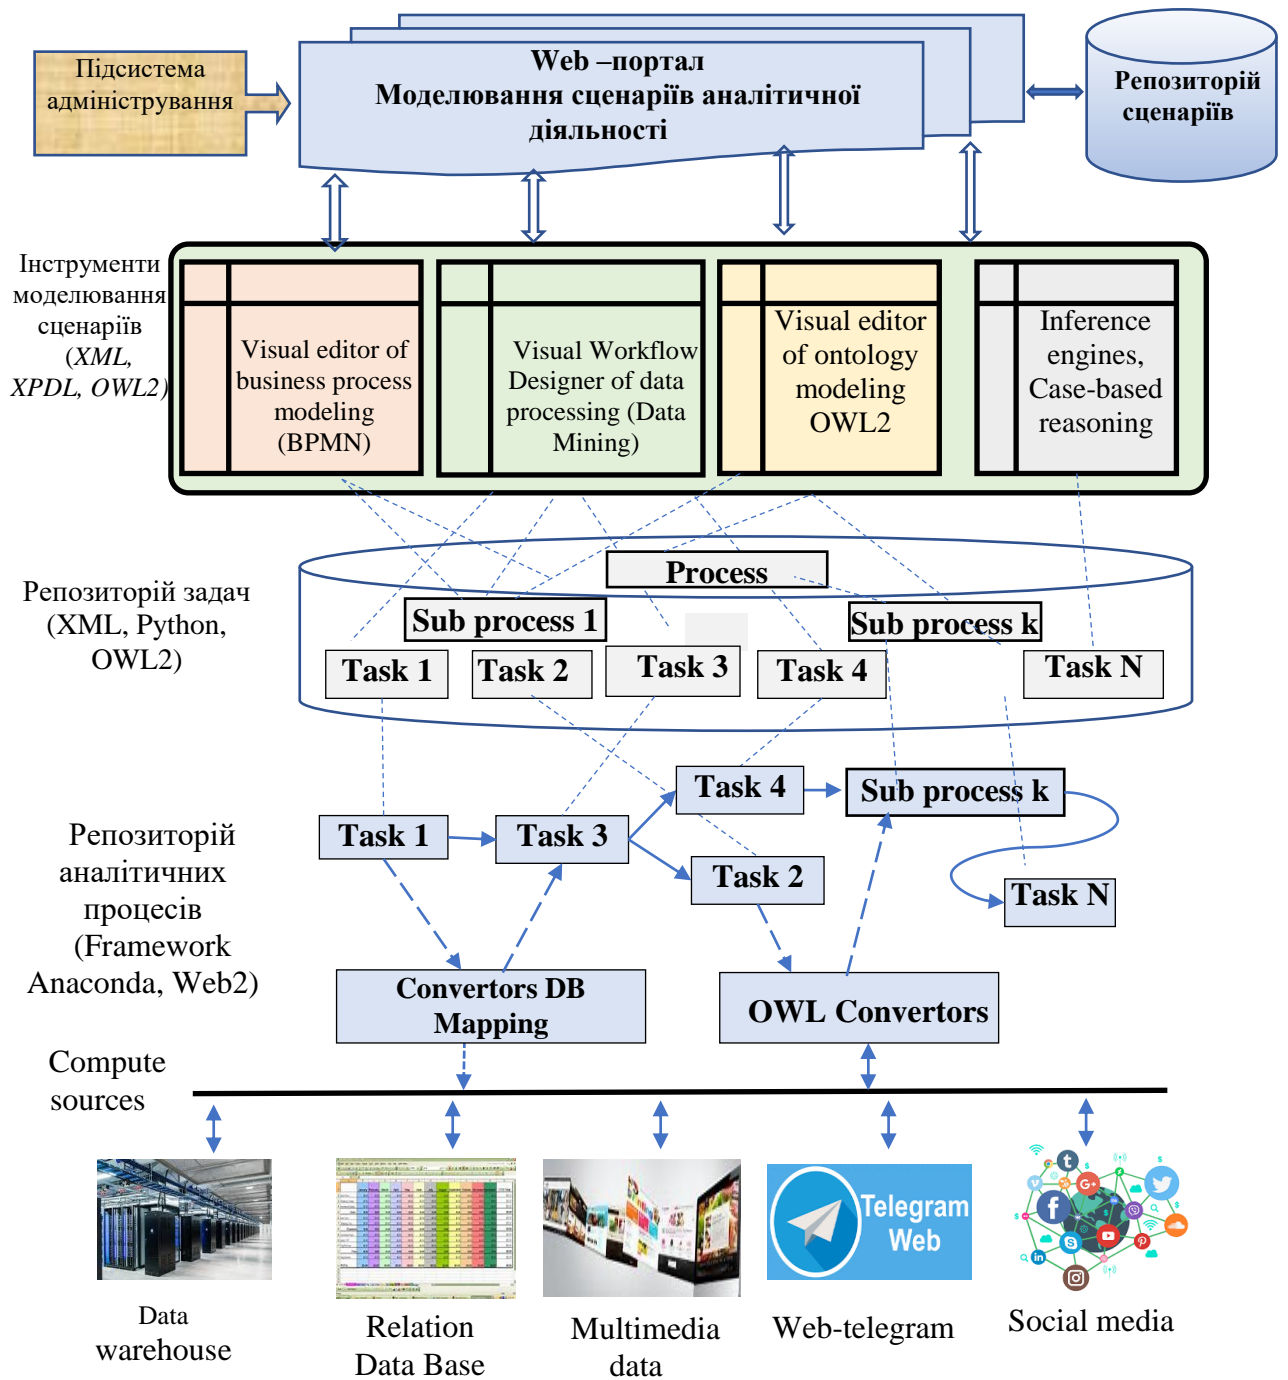 Підсистема
адміністрування
Web –портал
Моделювання сценаріїв аналітичної
діяльності
Репозиторій
сценаріїв
Інструменти
моделювання
сценаріїв
(XML,
XPDL, OWL2)
Visual editor of
business process
modeling
(BPMN)
Visual Workflow
Designer of data
processing (Data
Mining)
Visual editor
of ontology
modeling
OWL2
Inference
engines,
Case-based
reasoning
Репозиторій задач
(XML, Python,
OWL2)
Process
Sub process 1
Sub process k
Task 1
Task 2
Task 3
Task 4
Task N
Репозиторій
аналітичних
процесів
(Framework
Anaconda, Web2)
Task 4
Sub process k
Task 1
Task 3
Task 2
Task N
Convertors DB
Mapping
OWL Convertors
Compute
sources
Telegram
Web
Data
warehouse
Relation
Data Base
Multimedia
data
Web-telegram
Social media